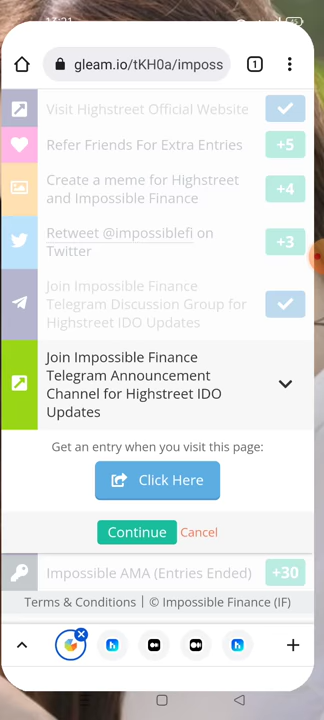 17:21
gleam.io/tKH0a/imposs
1
Visit Highstreet Official Website
Refer Friends For Extra Entries
+5
Create a meme for Highstreet
and Impossible Finance
+4
Retweet @impossiblefi on
Twitter
+3
Join Impossible Finance
Telegram Discussion Group for
Highstreet IDO Updates
Join Impossible Finance
Telegram Announcement
Channel for Highstreet IDO
Updates
Get an entry when you visit this page:
Click Here
Continue Cancel
Impossible AMA (Entries Ended)
+30
Terms & Conditions | © Impossible Finance (IF)